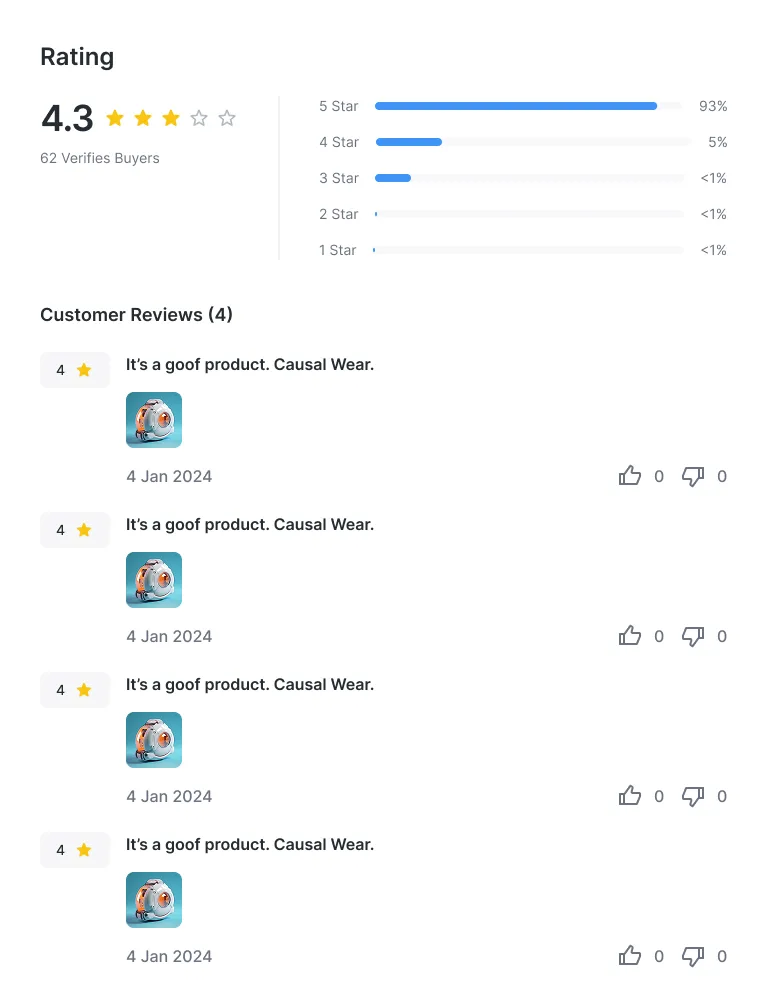 Rating
4.3
62 Verifies Buyers
5 Star 93%
4 Star 5%
3 Star <1%
2 Star <1%
1 Star <1%
Customer Reviews (4)
4 It's a goof product. Causal Wear.
4 Jan 2024 0 0
4 It's a goof product. Causal Wear.
4 Jan 2024 0 0
4 It's a goof product. Causal Wear.
4 Jan 2024 0 0
4 It's a goof product. Causal Wear.
4 Jan 2024 0 0